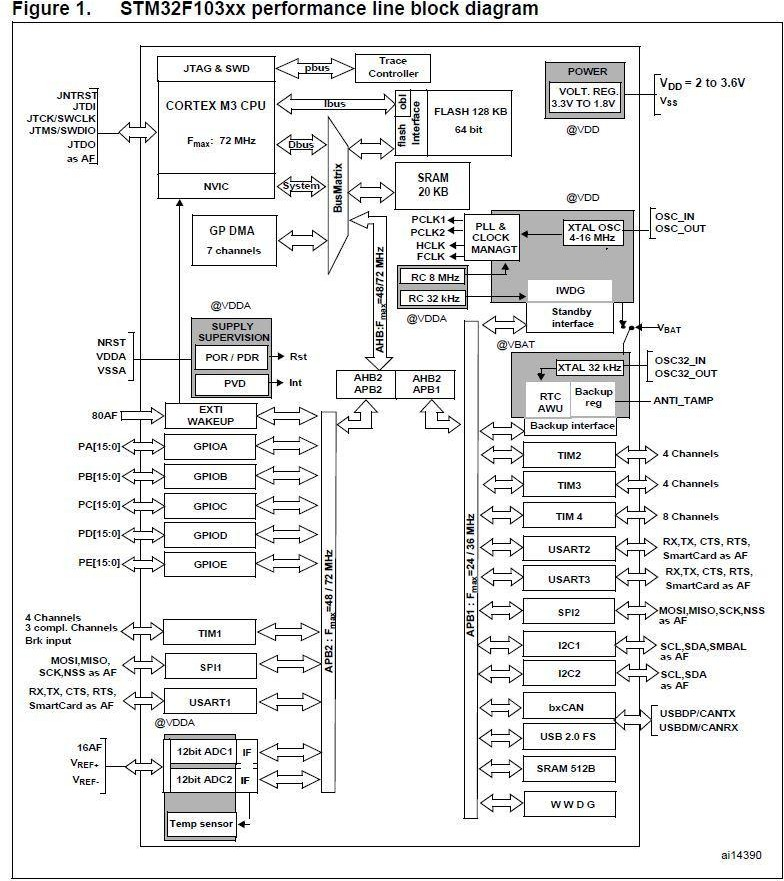 Figure 1. STM32F103xx performance line block diagram
JTAG & SWD
pbus
Trace
Controller
JNTRST
JTDI
JTCK/SWCLK
JTMS/SWDIO
JTDO
as AF
CORTEX M3 CPU
Fmax: 72 MHz
NVIC
Ibus
Dbus
System
BusMatrix
flash obl
Interface
FLASH 128 KB
64 bit
SRAM
20 KB
POWER
VOLT. REG.
3.3V TO 1.8V
@VDD
VDD = 2 to 3.6V
VSS
GP DMA
7 channels
AHB:Fmax=48/72 MHz
@VDD
PCLK1
PCLK2
HCLK
FCLK
PLL &
CLOCK
MANAGT
XTAL OSC
4-16 MHz
OSC_IN
OSC_OUT
RC 8 MHz
RC 32 kHz
@VDDA
IWDG
Standby
interface
@VBAT
VBAT
@VDDA
NRST
VDDA
VSSA
SUPPLY
SUPERVISION
POR / PDR
Rst
PVD
Int
AHB2
APB2
AHB2
APB1
XTAL 32 kHz
OSC32_IN
OSC32_OUT
RTC
AWU
Backup
reg
ANTI_TAMP
Backup interface
80AF
EXTI
WAKEUP
PA[15:0]
GPIOA
PB[15:0]
GPIOB
PC[15:0]
GPIOC
PD[15:0]
GPIOD
PE[15:0]
GPIOE
4 Channels
3 compl. Channels
Brk input
TIM1
MOSI,MISO,
SCK,NSS as AF
SPI1
RX,TX, CTS, RTS,
SmartCard as AF
USART1
@VDDA
16AF
VREF+
VREF-
12bit ADC1 IF
12bit ADC2 IF
Temp sensor
APB2 : Fmax=48 / 72 MHz
APB1 : Fmax=24 / 36 MHz
TIM2
4 Channels
TIM3
4 Channels
TIM 4
8 Channels
USART2
RX,TX, CTS, RTS,
SmartCard as AF
USART3
RX,TX, CTS, RTS,
SmartCard as AF
SPI2
MOSI,MISO,SCK,NSS
as AF
I2C1
SCL,SDA,SMBAL
as AF
I2C2
SCL,SDA
as AF
bxCAN
USBDP/CANTX
USBDM/CANRX
USB 2.0 FS
SRAM 512B
W W D G
ai14390